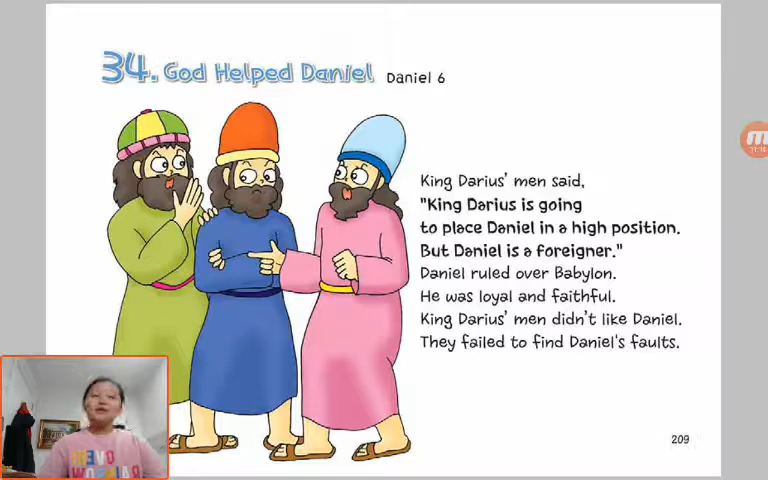 34. God Helped Daniel Daniel 6
King Darius' men said,
"King Darius is going
to place Daniel in a high position.
But Daniel is a foreigner."
Daniel ruled over Babylon.
He was loyal and faithful.
King Darius' men didn't like Daniel.
They failed to find Daniel's faults.
209